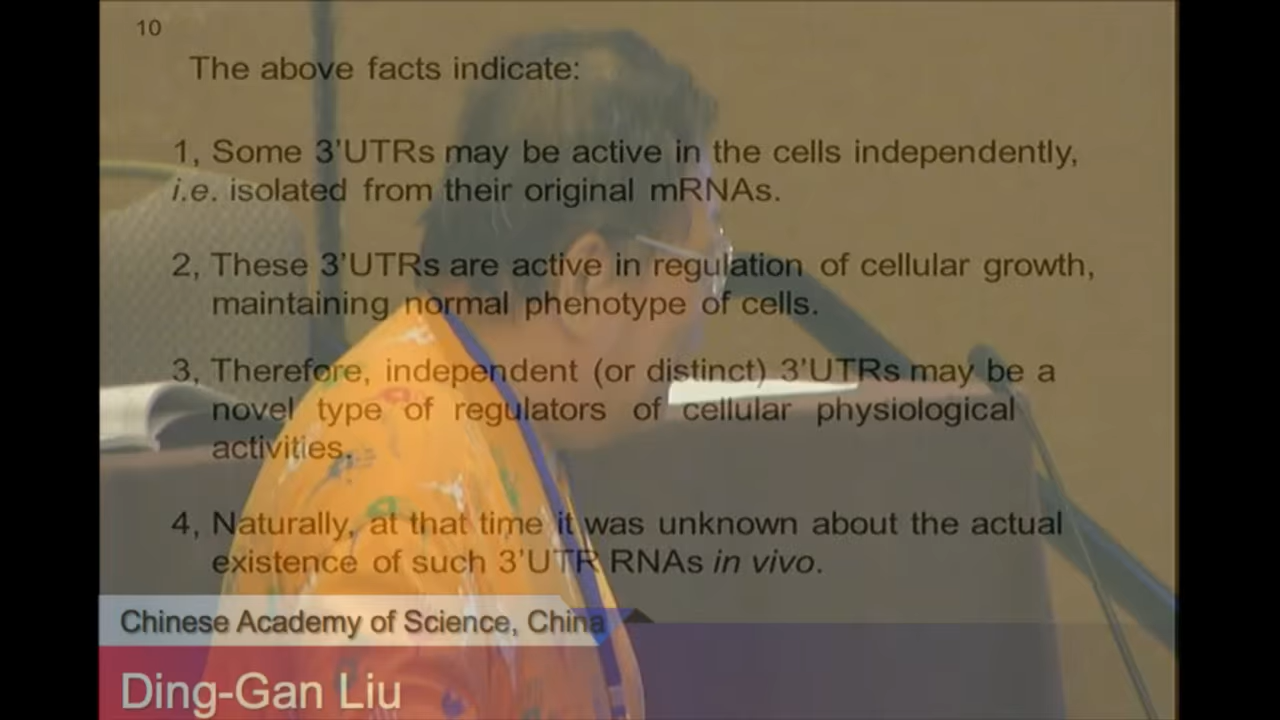 10
The above facts indicate:
1, Some 3'UTRs may be active in the cells independently,
i.e. isolated from their original mRNAs.
2, These 3'UTRs are active in regulation of cellular growth,
maintaining normal phenotype of cells.
3, Therefore, independent (or distinct) 3'UTRs may be a
novel type of regulators of cellular physiological
activities.
4, Naturally, at that time it was unknown about the actual
existence of such 3'UTR RNAs in vivo.
Chinese Academy of Science, China
Ding-Gan Liu